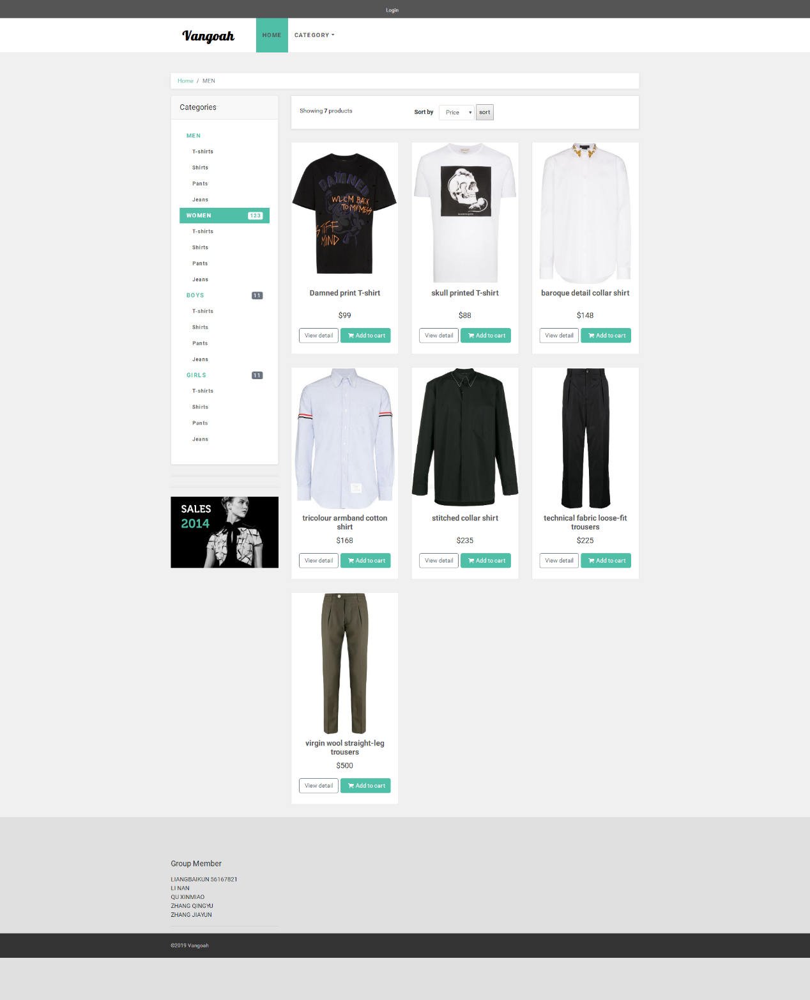 Login
Vangoah
HOME
CATEGORY
Home / MEN
Categories
MEN
T-shirts
Shirts
Pants
Jeans
WOMEN 123
T-shirts
Shirts
Pants
Jeans
BOYS 11
T-shirts
Shirts
Pants
Jeans
GIRLS 11
T-shirts
Shirts
Pants
Jeans
SALES
2014
Showing 7 products
Sort by Price sort
DAMNED
WLCM BACK
TO MY MESS
STIFF
MIND
Damned print T-shirt
$99
View detail Add to cart
skull printed T-shirt
$88
View detail Add to cart
baroque detail collar shirt
$148
View detail Add to cart
tricolour armband cotton
shirt
$168
View detail Add to cart
stitched collar shirt
$235
View detail Add to cart
technical fabric loose-fit
trousers
$225
View detail Add to cart
virgin wool straight-leg
trousers
$500
View detail Add to cart
Group Member
LIANGBAIKUN 56167821
LI NAN
QU XINMIAO
ZHANG QINGYU
ZHANG JIAYUN
©2019 Vangoah